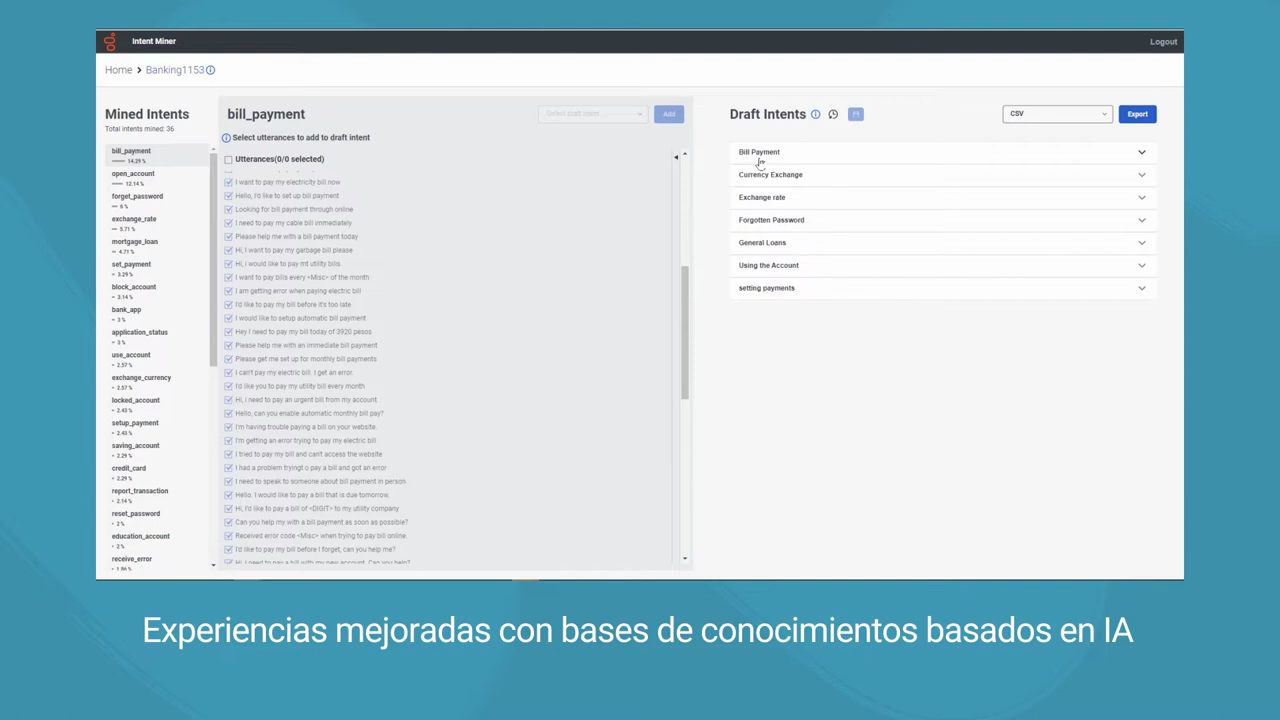 Intent Miner
Logout
Home > Banking1153
Mined Intents
Total intents mined: 36
bill_payment
14.29 %
open_account
12.14 %
forget_password
6 %
exchange_rate
5.71 %
mortgage_loan
4.71 %
set_payment
3.29 %
block_account
3.14 %
bank_app
3 %
application_status
3 %
use_account
2.57 %
exchange_currency
2.57 %
locked_account
2.43 %
setup_payment
2.43 %
saving_account
2.29 %
credit_card
2.29 %
report_transaction
2.14 %
reset_password
2 %
education_account
2 %
receive_error
1.86 %
bill_payment
Select draft intent
Add
Select utterances to add to draft intent
Utterances(0/0 selected)
I want to pay my electricity bill now
Hello, I'd like to set up bill payment
Looking for bill payment through online
I need to pay my cable bill immediately
Please help me with a bill payment today
Hi, I want to pay my garbage bill please
Hi, i would like to pay mt utility bills
I want to pay bills every <Misc> of the month
I am getting error when paying electric bill
I'd like to pay my bill before it's too late
I would like to setup automatic bill payment
Hey I need to pay my bill today of 3920 pesos
Please help me with an immediate bill payment
Please get me set up for monthly bill payments
I can't pay my electric bill. I get an error.
I'd like you to pay my utility bill every month
Hi, i need to pay an urgent bill from my account
Hello, can you enable automatic monthly bill pay?
I'm having trouble paying a bill on your website.
I'm getting an error trying to pay my electric bill
I tried to pay my bill and can't access the website
I had a problem tryingt o pay a bill and got an error
I need to speak to someone about bill payment in person
Hello. I would like to pay a bill that is due tomorrow.
Hi, I'd like to pay a bill of <DIGIT> to my utility company
Can you help my with a bill payment as soon as possible?
Received error code <Misc> when trying to pay bill online.
I'd like to pay my bill before I forget, can you help me?
Hi, I need to pay a bill with my new account. Can you help?
Draft Intents
CSV
Export
Bill Payment
Currency Exchange
Exchange rate
Forgotten Password
General Loans
Using the Account
setting payments
Experiencias mejoradas con bases de conocimientos basados en IA